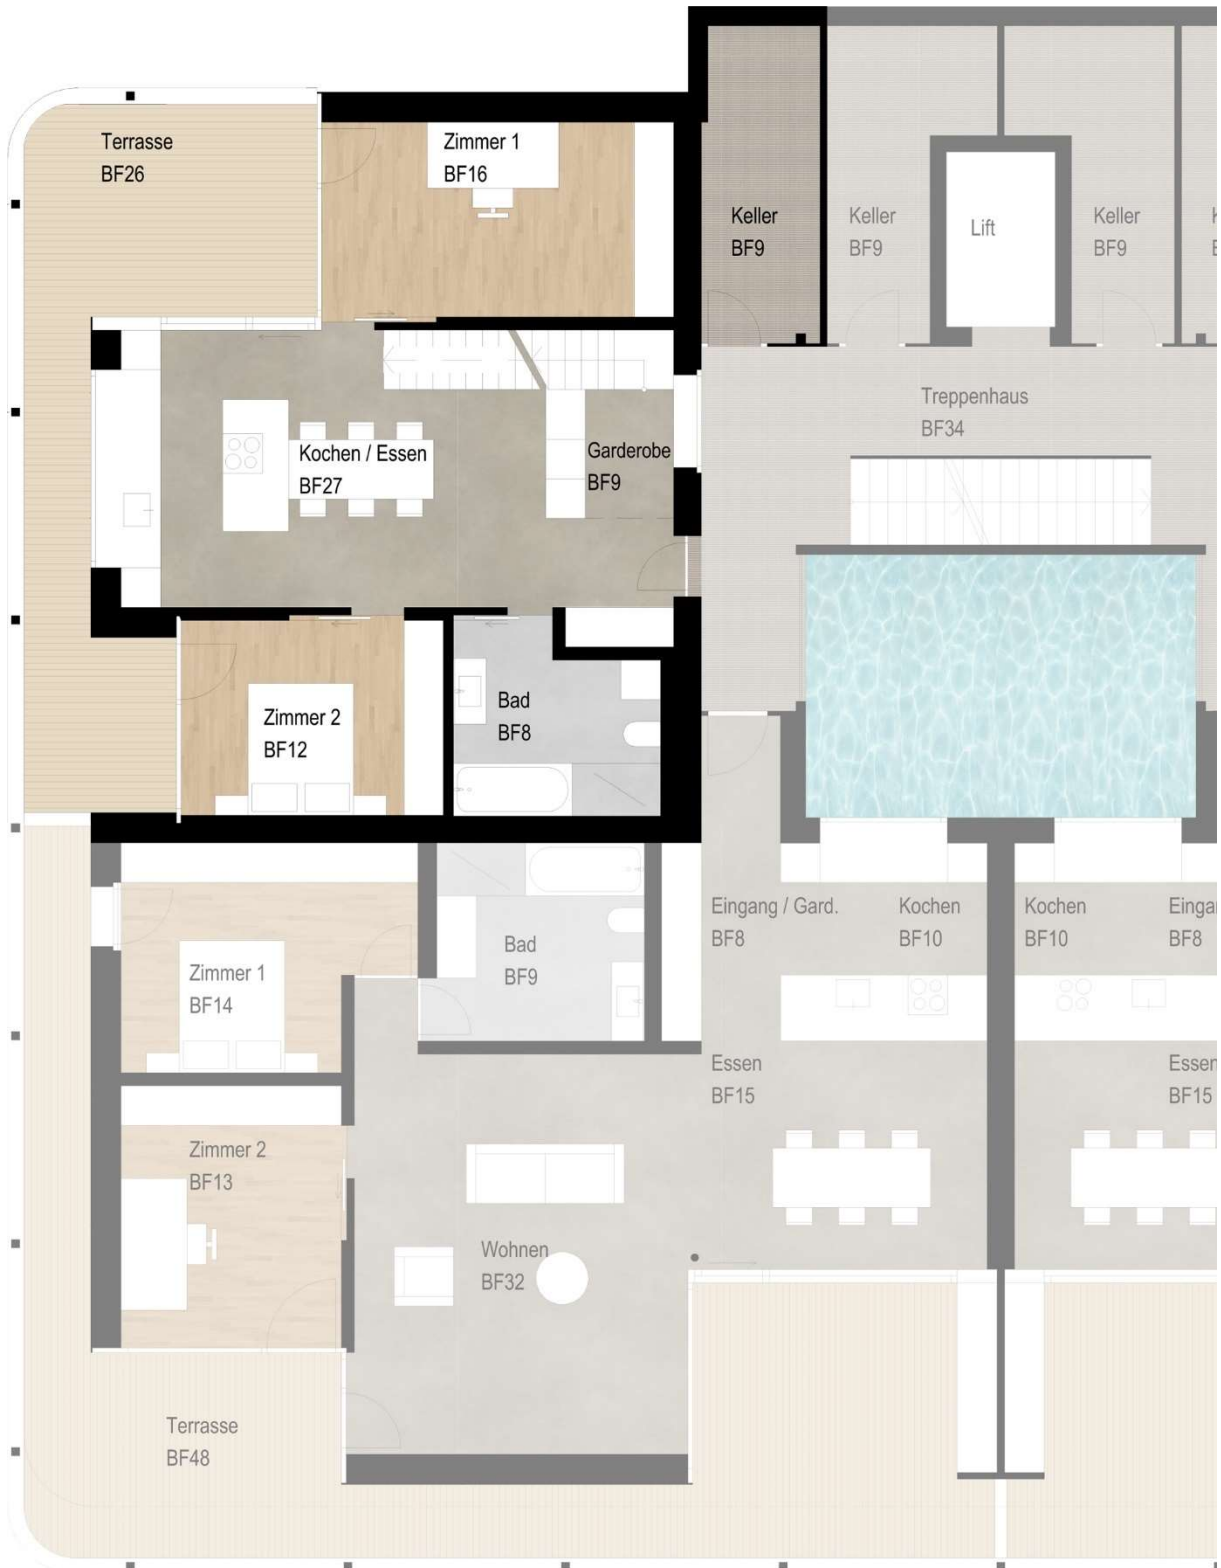 Terrasse
BF26
Zimmer 1
BF16
Keller
BF9
Keller
BF9
Lift
Keller
BF9
Treppenhaus
BF34
Kochen / Essen
BF27
Garderobe
BF9
Zimmer 2
BF12
Bad
BF8
Eingang / Gard.
BF8
Kochen
BF10
Kochen
BF10
BF8
Zimmer 1
BF14
Bad
BF9
Essen
BF15
Essen
BF15
Zimmer 2
BF13
Wohnen
BF32
Terrasse
BF48